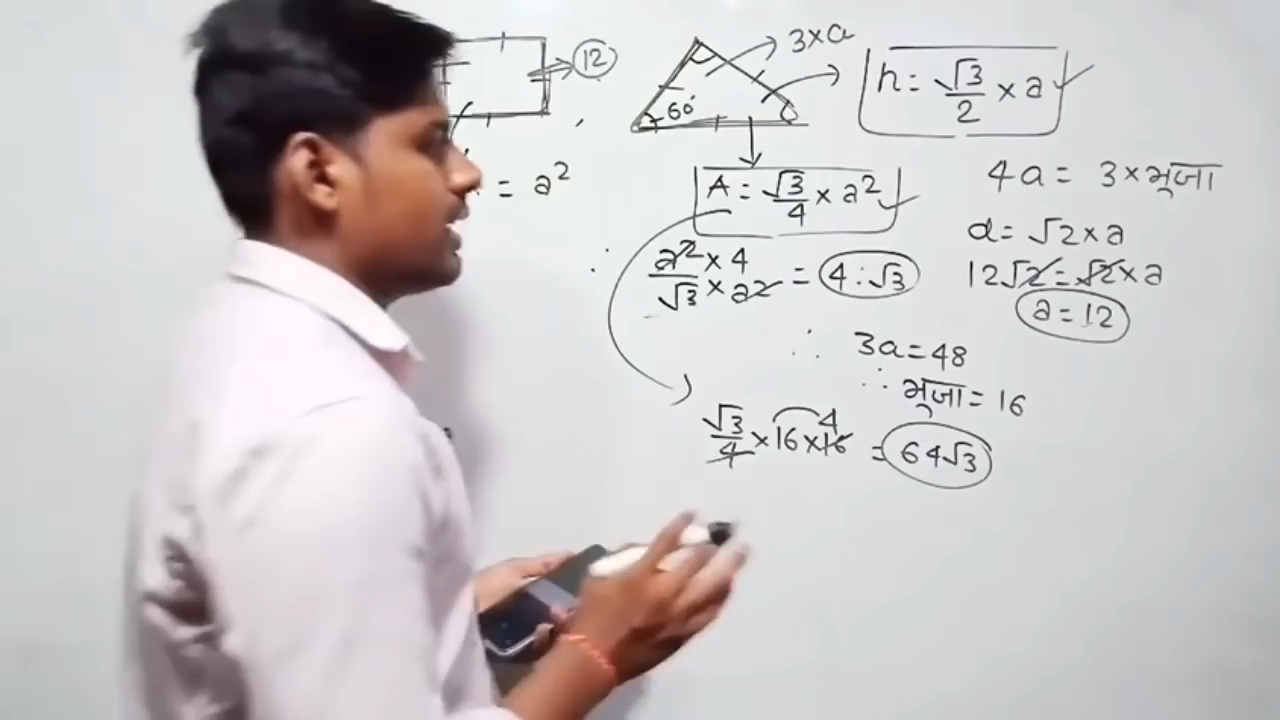 12
3×a
60°
h = √3/2 × a
= a²
A = √3/4 × a²
4a = 3×भूजा
d = √2×a
12√2 = √2×a
a = 12
∴ a²×4/√3×a² = 4:√3
∴ 3a = 48
∴ भूजा = 16
√3/4 ×16×16 4 = 64√3